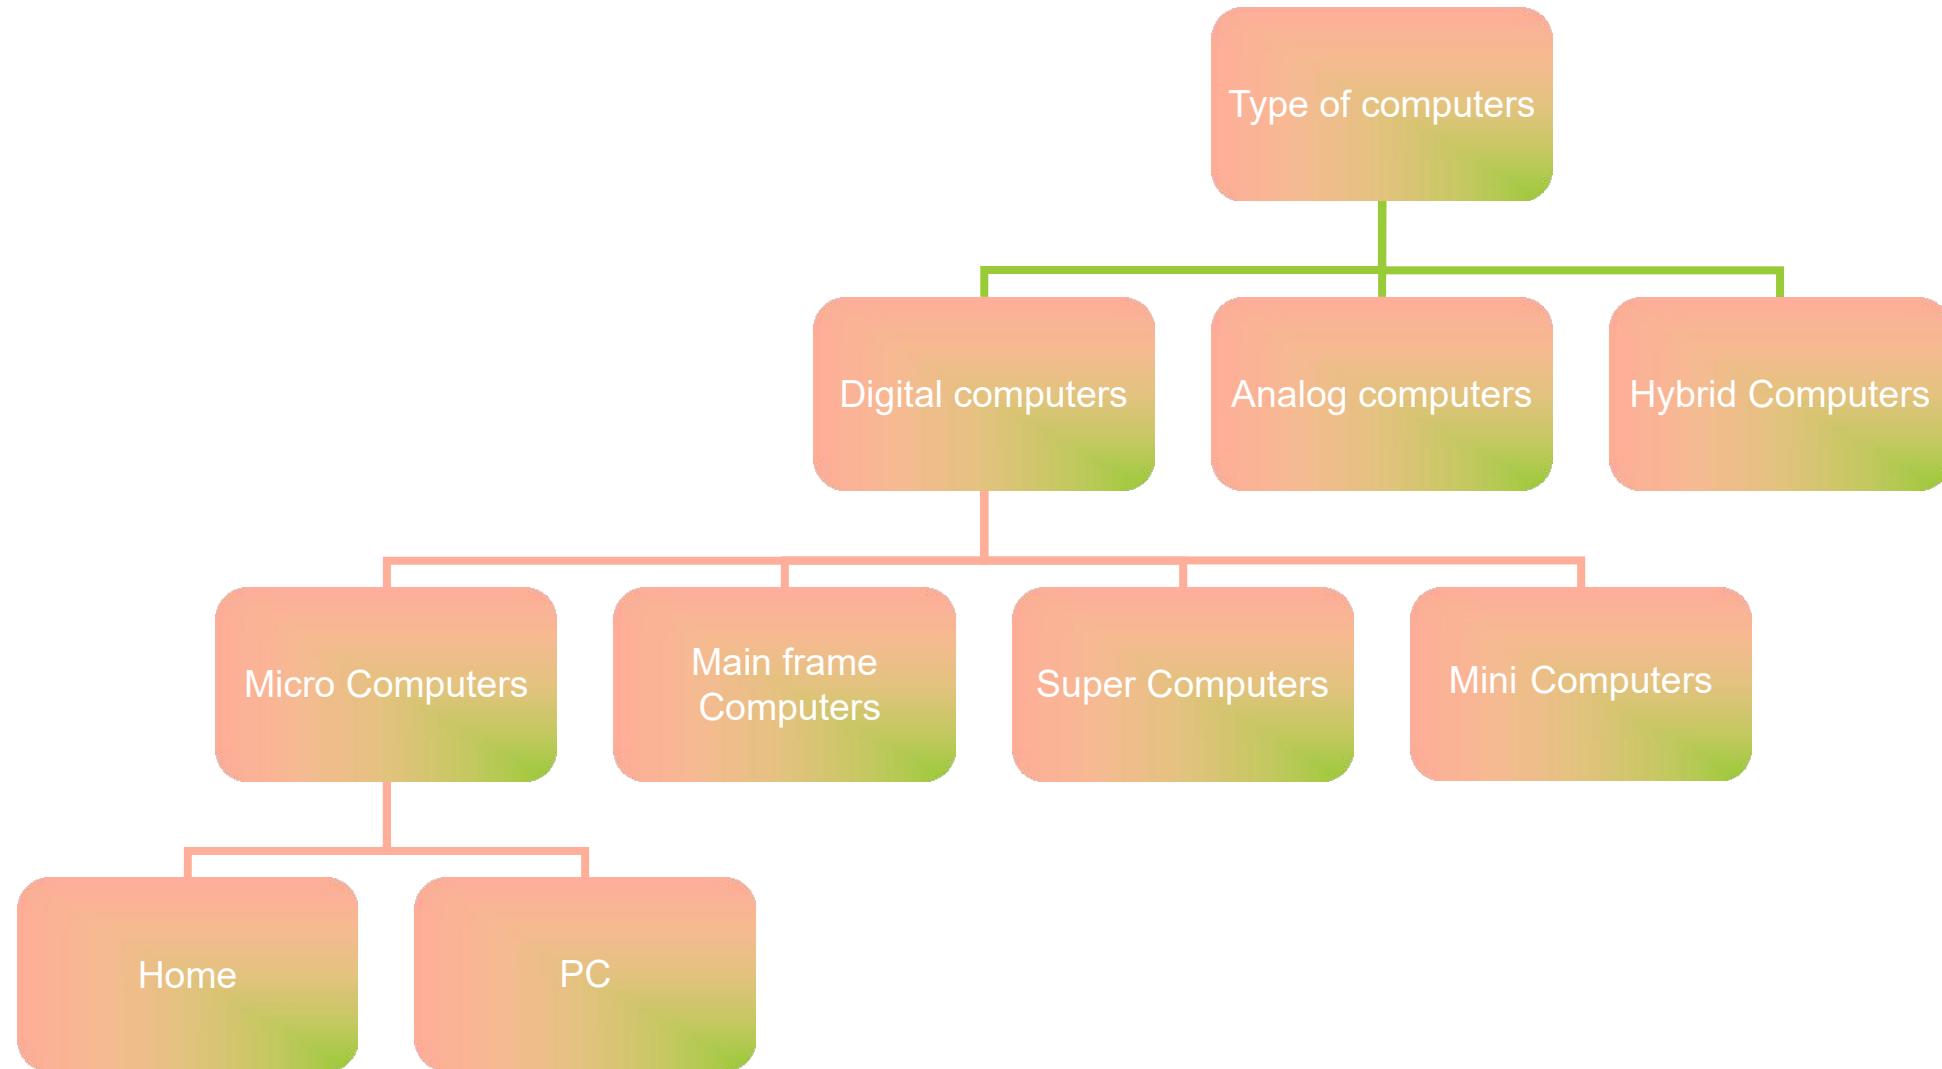 Type of computers
Digital computers
Analog computers
Hybrid Computers
Micro Computers
Main frame
Computers
Super Computers
Mini Computers
Home
PC